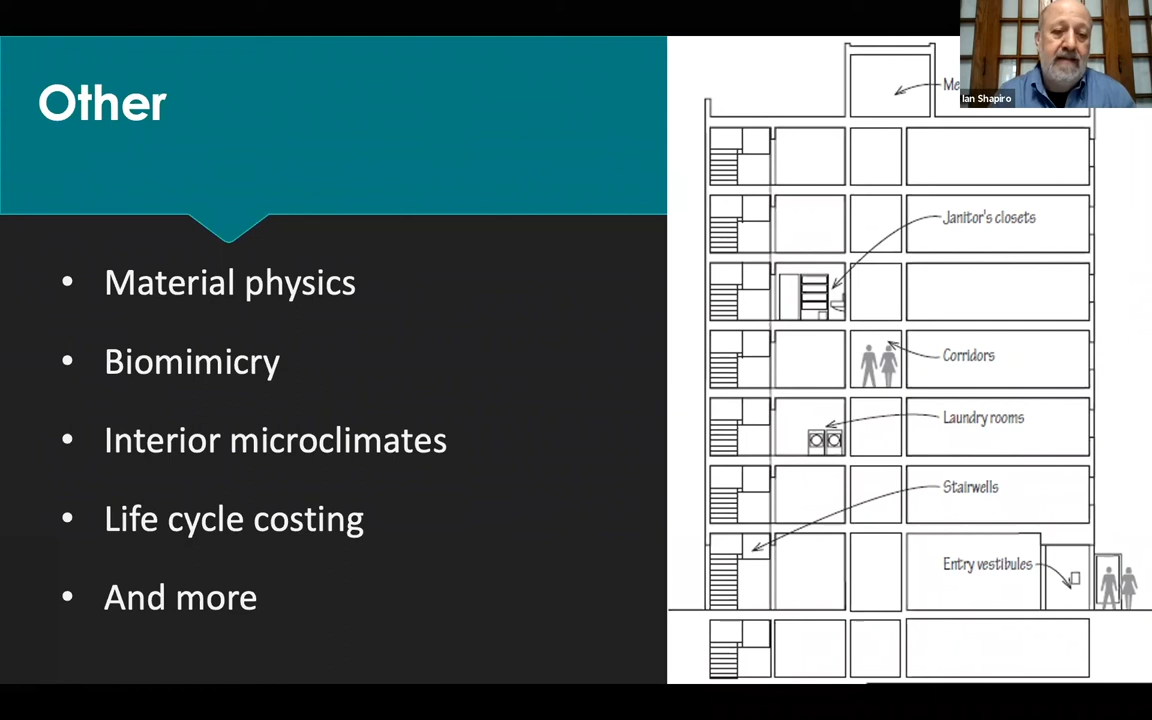 Other
• Material physics
• Biomimicry
• Interior microclimates
• Life cycle costing
• And more
Ian Shapiro
Janitor's closets
Corridors
Laundry rooms
Stairwells
Entry vestibules